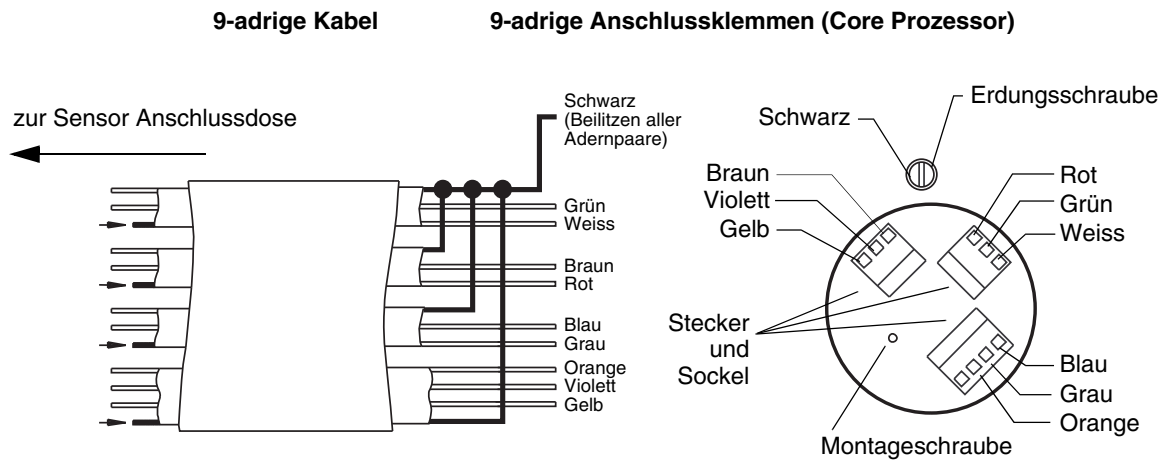 9-adrige Kabel
9-adrige Anschlussklemmen (Core Prozessor)
zur Sensor Anschlussdose
Schwarz
(Beilitzen aller
Adernpaare)
Grün
Weiss
Braun
Rot
Blau
Grau
Orange
Violett
Gelb
Schwarz
Erdungsschraube
Braun
Violett
Gelb
Rot
Grün
Weiss
Stecker
und
Sockel
Blau
Grau
Orange
Montageschraube